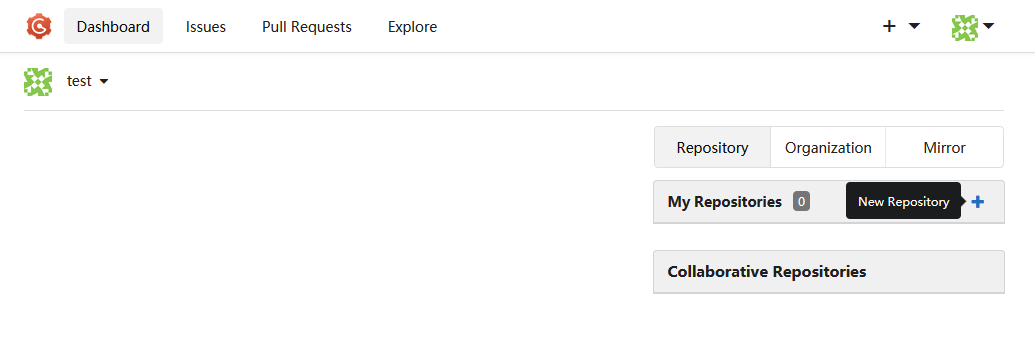 Dashboard Issues Pull Requests Explore
test
Repository Organization Mirror
My Repositories 0 New Repository
Collaborative Repositories